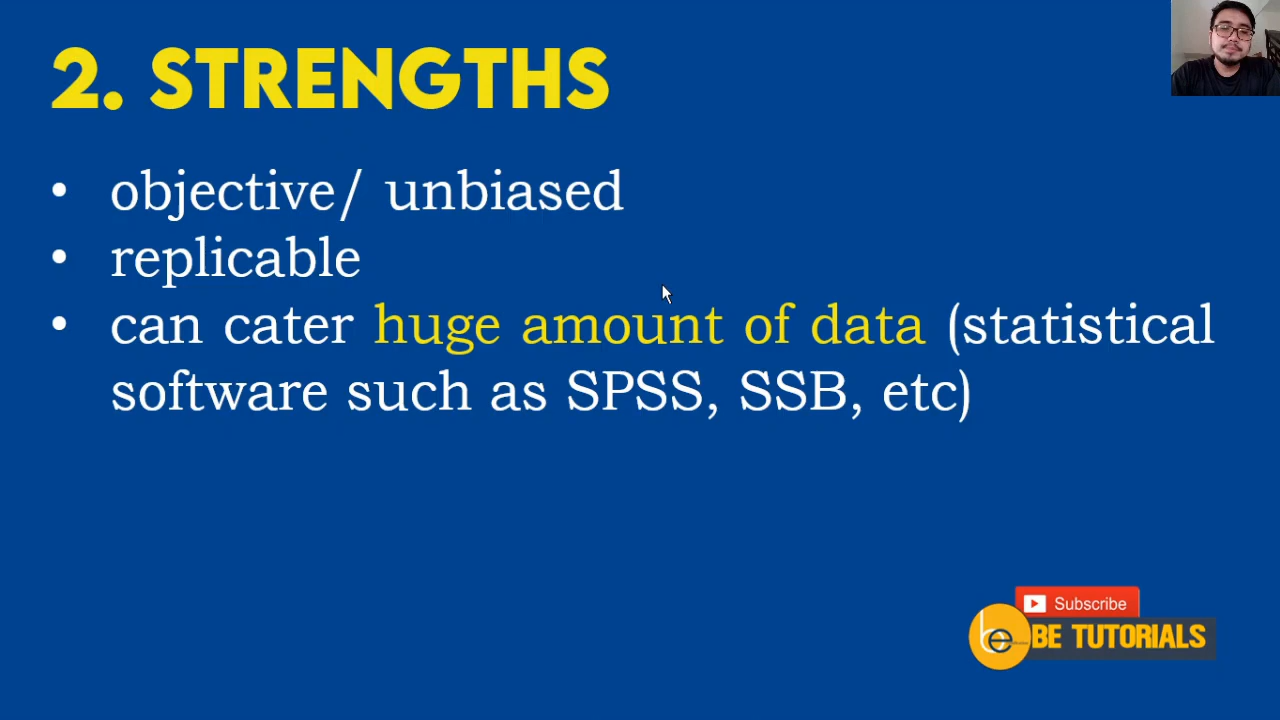 2. STRENGTHS
• objective/ unbiased
• replicable
• can cater huge amount of data (statistical
software such as SPSS, SSB, etc)
Subscribe
be
BE TUTORIALS